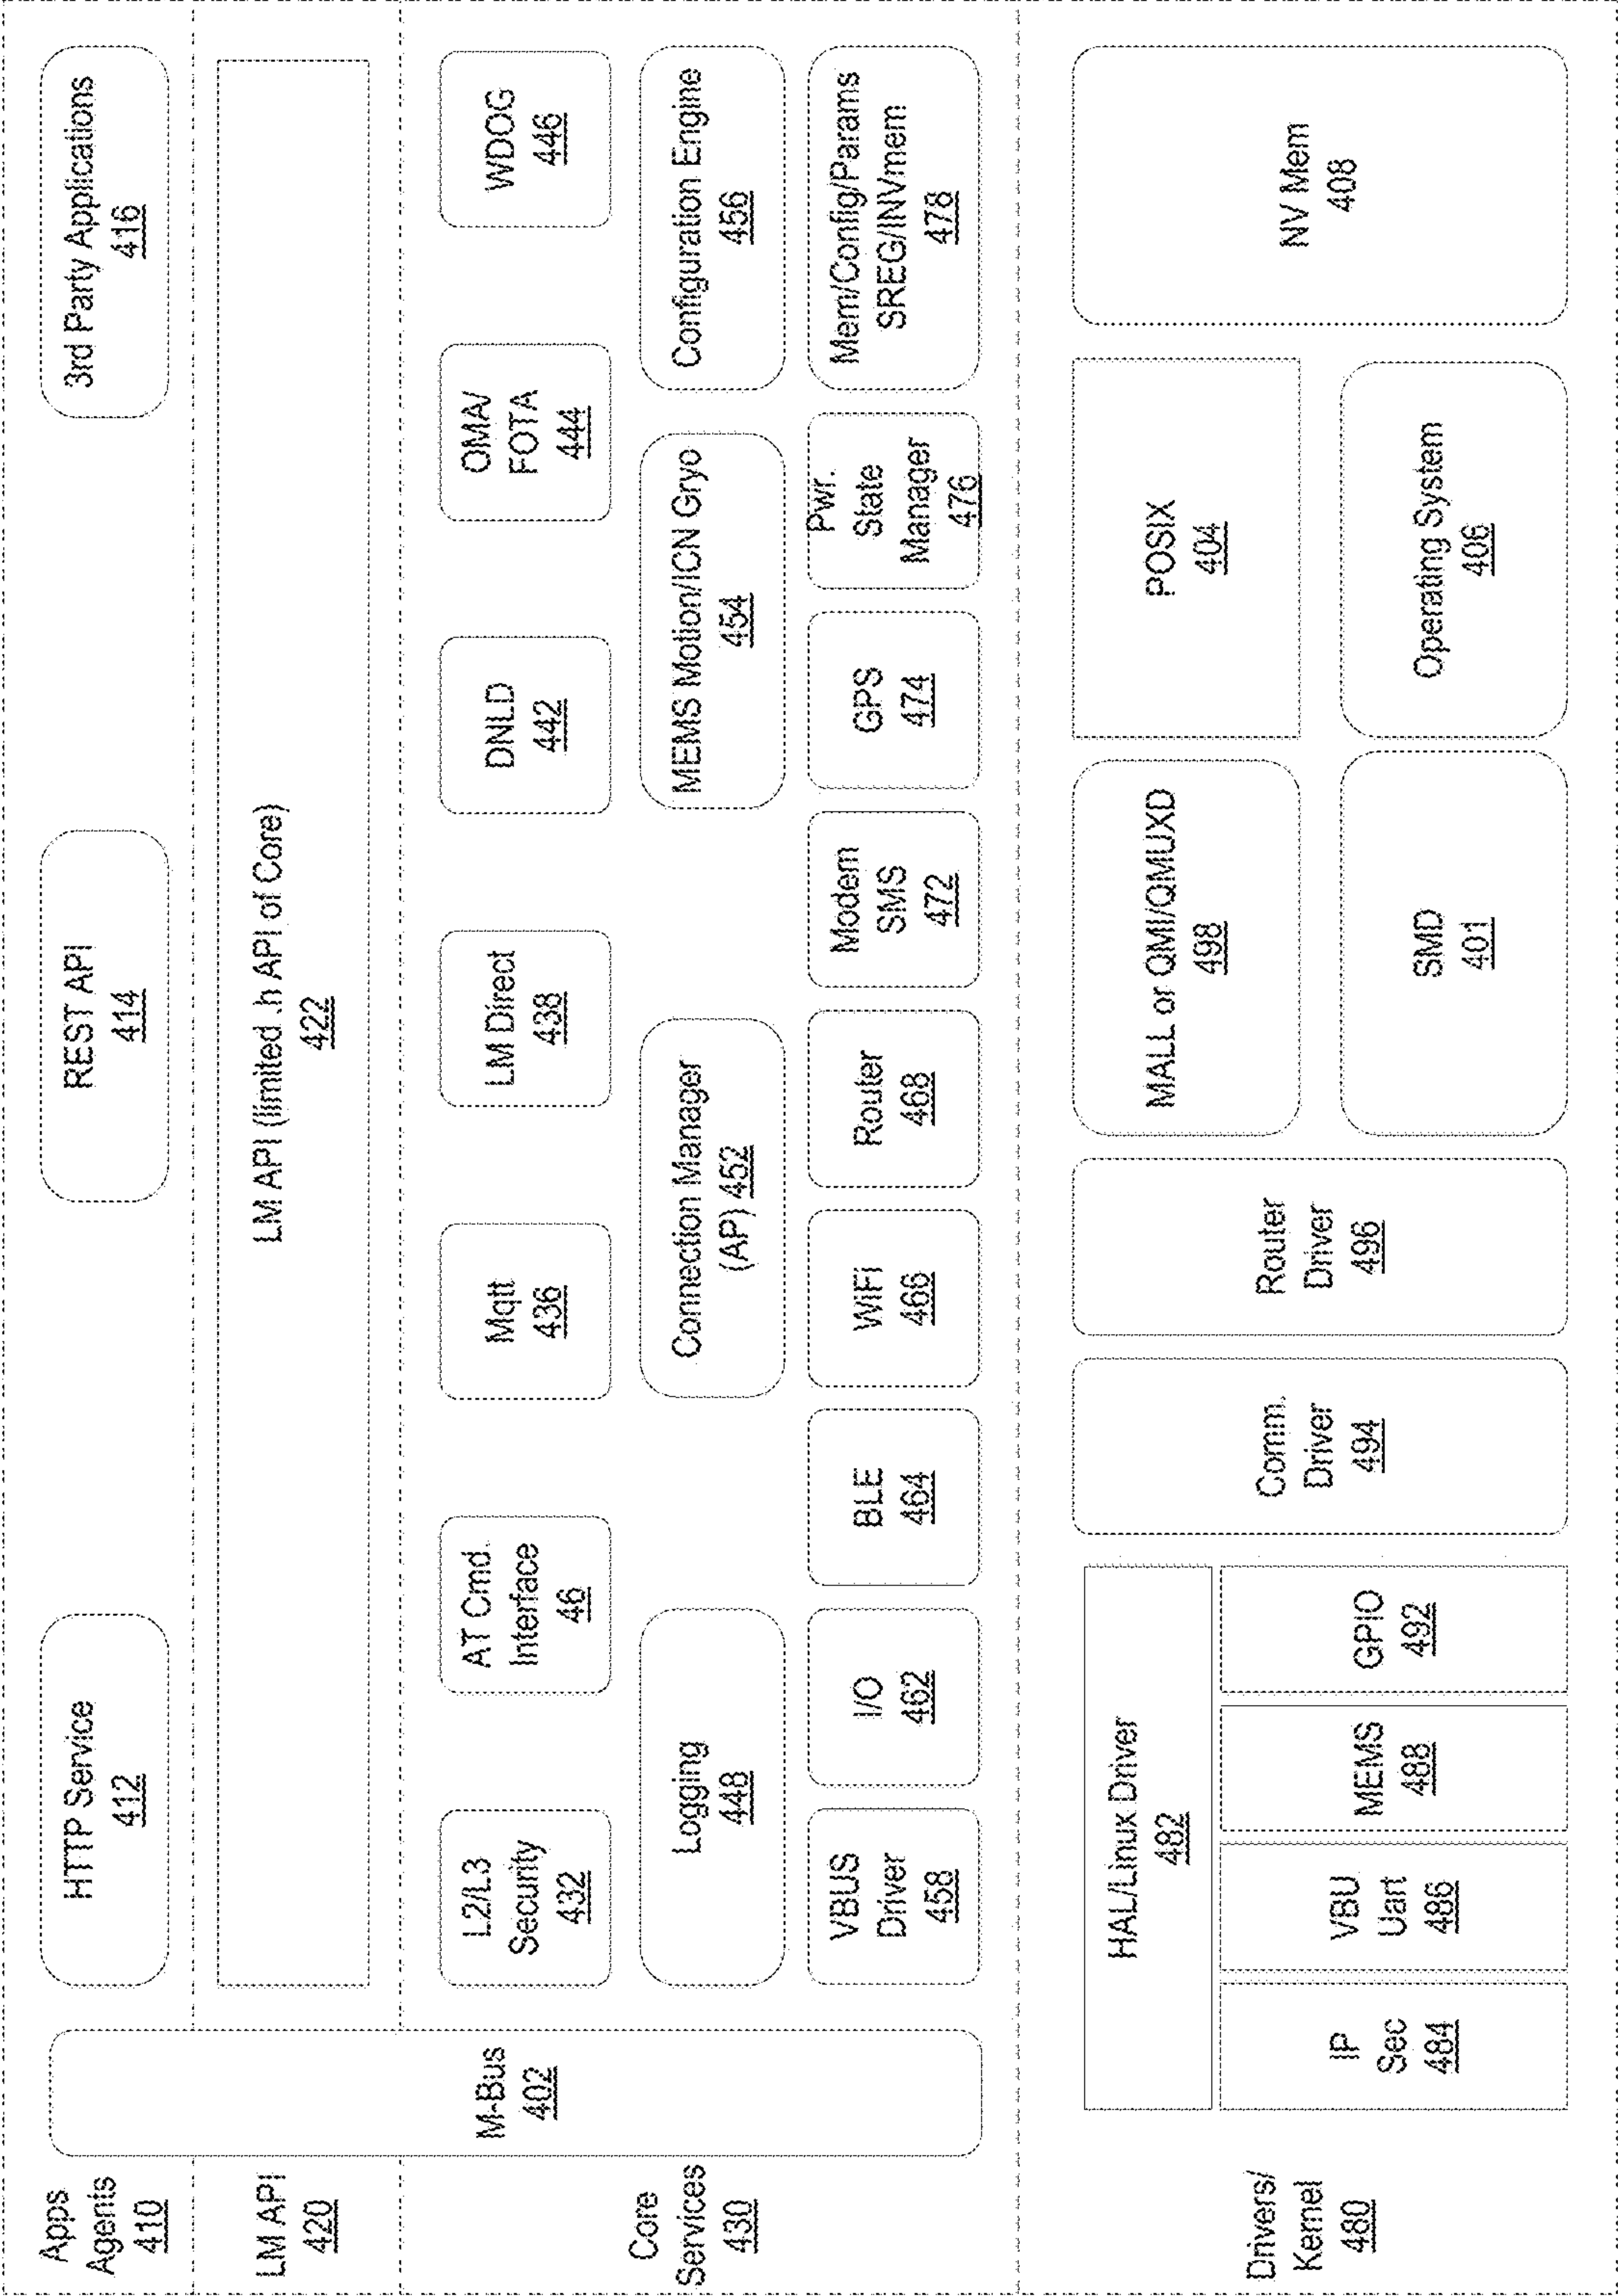 Apps
Agents
410
HTTP Service
412
REST API
414
3rd Party Applications
416
LM API
420
LM API (limited .h API of Core)
422
M-Bus
402
Core
Services
430
L2/L3
Security
432
AT Cmd.
Interface
46
Mqtt
436
LM Direct
438
DNLD
442
OMA/
FOTA
444
WDOG
446
Logging
448
Connection Manager
(AP) 452
MEMS Motion/ICN Gryo
454
Configuration Engine
456
VBUS
Driver
458
I/O
462
BLE
464
WiFi
466
Router
468
Modem
SMS
472
GPS
474
Pwr.
State
Manager
476
Mem/Config/Params
SREG/INVmem
478
Drivers/
Kernel
480
HAL/Linux Driver
482
IP
Sec
484
VBU
Uart
486
MEMS
488
GPIO
492
Comm.
Driver
494
Router
Driver
496
MALL or QMI/QMUXD
498
SMD
401
POSIX
404
Operating System
406
NV Mem
408